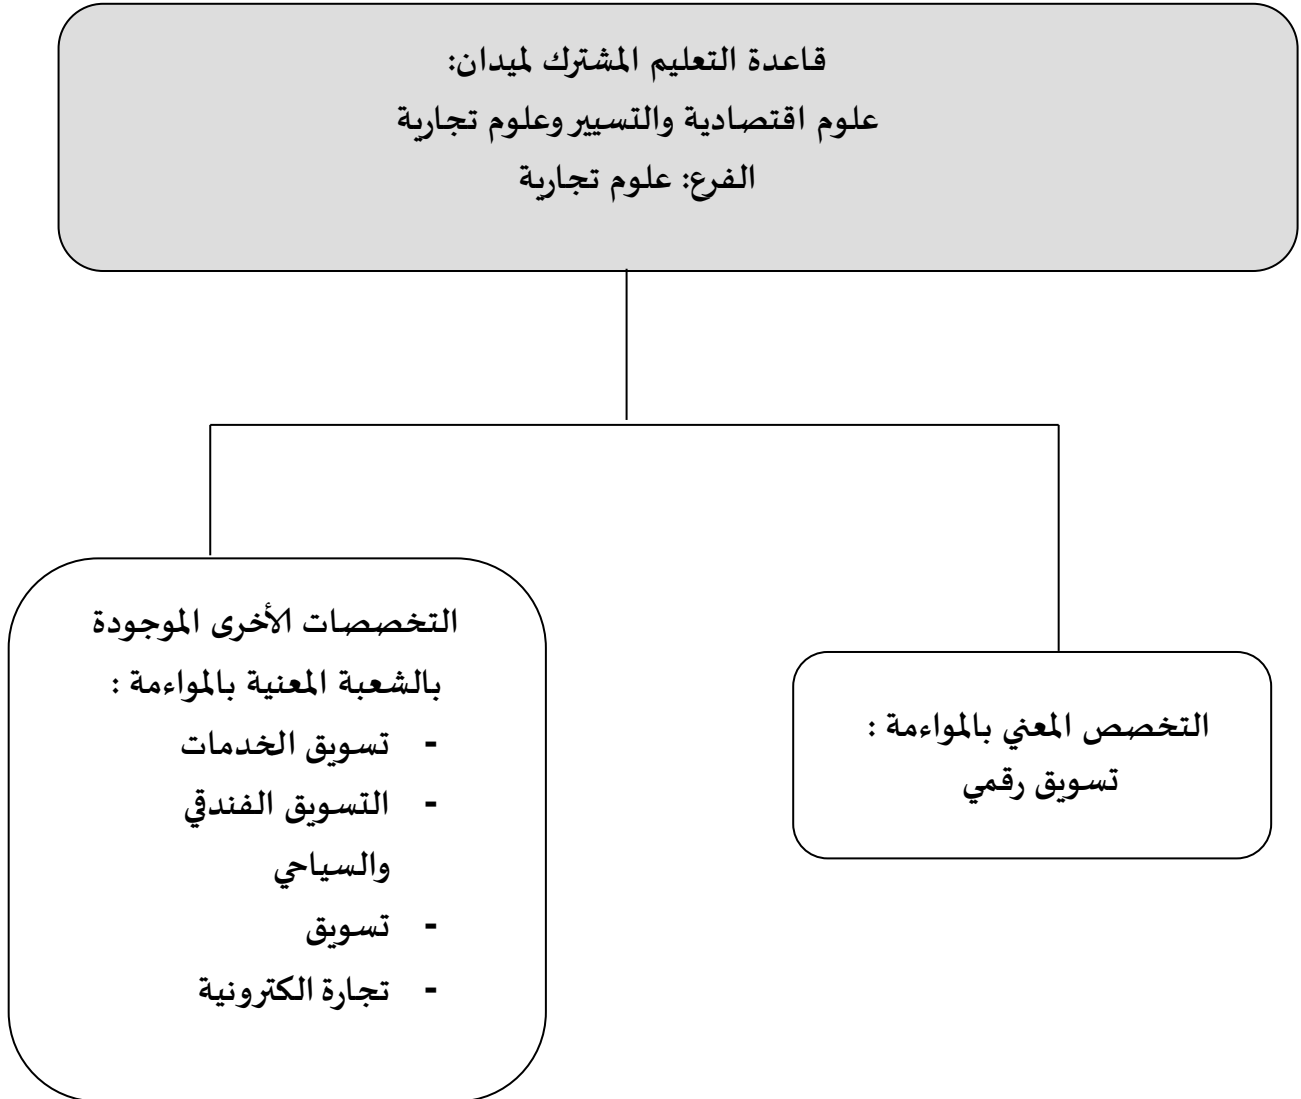 قاعدة التعليم المشترك لميدان:
علوم اقتصادية والتسيير وعلوم تجارية
الفرع: علوم تجارية
التخصص المعني بالمواءمة :
تسويق رقمي
التخصصات الأخرى الموجودة
بالشعبة المعنية بالمواءمة :
- تسويق الخدمات
- التسويق الفندقي
والسياحي
- تسويق
- تجارة الكترونية